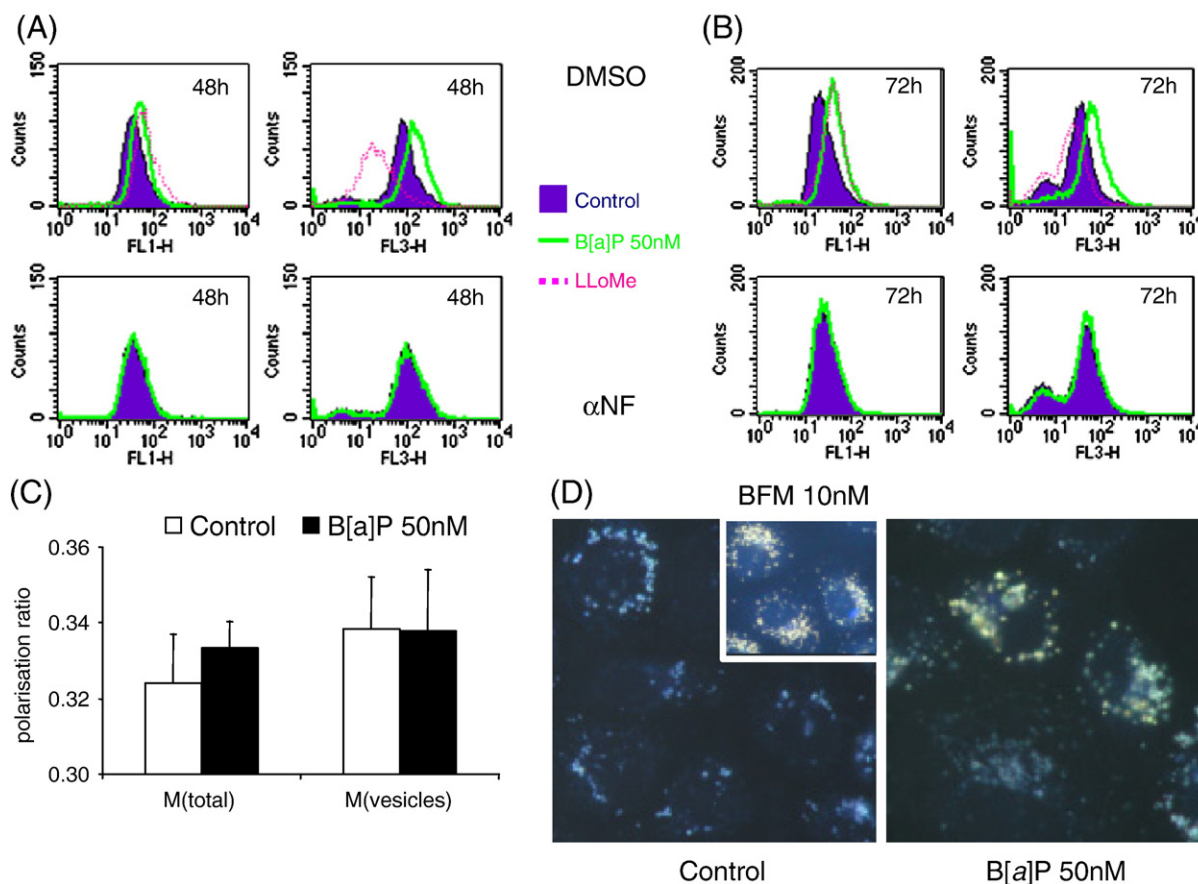 (A)
150
Counts
0
48h
10^0 10^1 10^2 10^3 10^4
FL1-H
150
Counts
0
48h
10^0 10^1 10^2 10^3 10^4
FL3-H
DMSO
Control
B[a]P 50nM
LLoMe
(B)
200
Counts
0
72h
10^0 10^1 10^2 10^3 10^4
FL1-H
200
Counts
0
72h
10^0 10^1 10^2 10^3 10^4
FL3-H
150
Counts
0
48h
10^0 10^1 10^2 10^3 10^4
FL1-H
150
Counts
0
48h
10^0 10^1 10^2 10^3 10^4
FL3-H
αNF
200
Counts
0
72h
10^0 10^1 10^2 10^3 10^4
FL1-H
200
Counts
0
72h
10^0 10^1 10^2 10^3 10^4
FL3-H
(C)
Control B[a]P 50nM
0.36
0.34
0.32
0.30
polarisation ratio
M(total) M(vesicles)
(D)
BFM 10nM
Control
B[a]P 50nM